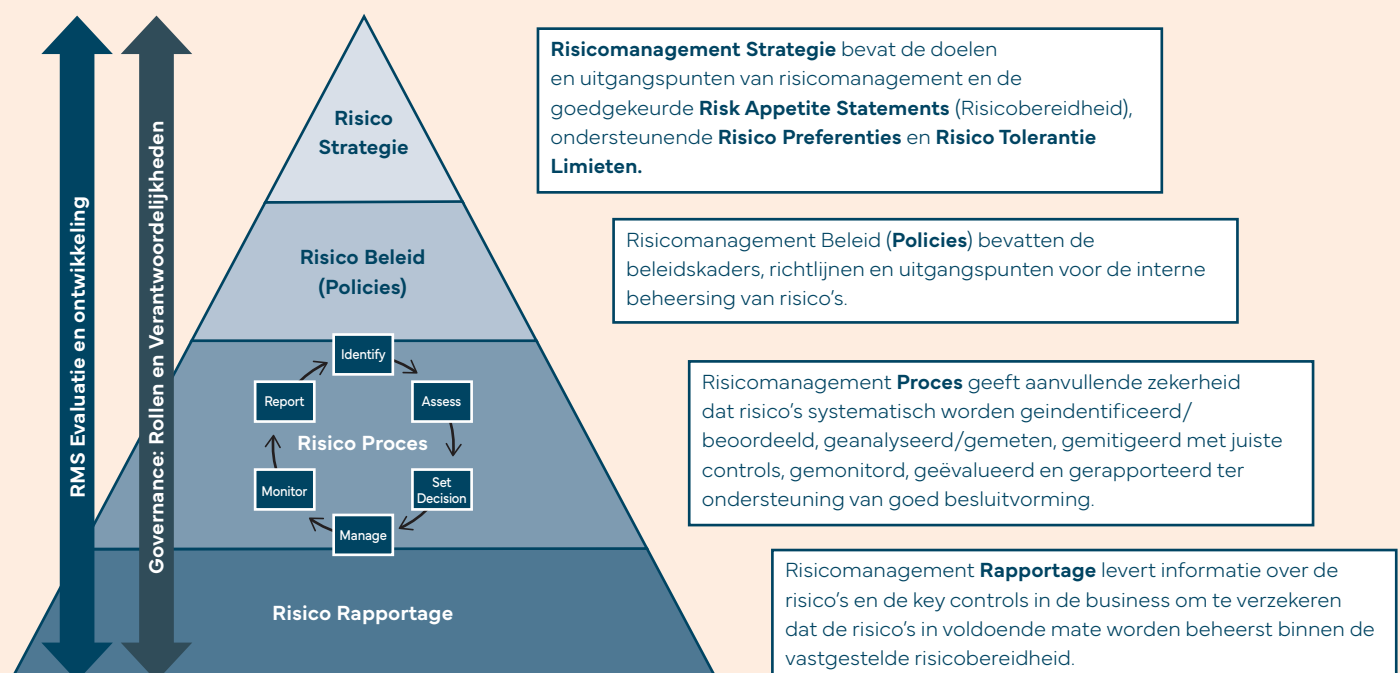 RMS Evaluatie en ontwikkeling
Governance: Rollen en Verantwoordelijkheden
Risico
Strategie
Risicomanagement Strategie bevat de doelen
en uitgangspunten van risicomanagement en de
goedgekeurde Risk Appetite Statements (Risicobereidheid),
ondersteunende Risico Preferenties en Risico Tolerantie
Limieten.
Risico Beleid
(Policies)
Risicomanagement Beleid (Policies) bevatten de
beleidskaders, richtlijnen en uitgangspunten voor de interne
beheersing van risico's.
Risico Proces
Identify
Assess
Set
Decision
Manage
Monitor
Report
Risicomanagement Proces geeft aanvullende zekerheid
dat risico's systematisch worden geindentificeerd/
beoordeeld, geanalyseerd/gemeten, gemitigeerd met juiste
controls, gemonitord, geëvalueerd en gerapporteerd ter
ondersteuning van goed besluitvorming.
Risico Rapportage
Risicomanagement Rapportage levert informatie over de
risico's en de key controls in de business om te verzekeren
dat de risico's in voldoende mate worden beheerst binnen de
vastgestelde risicobereidheid.